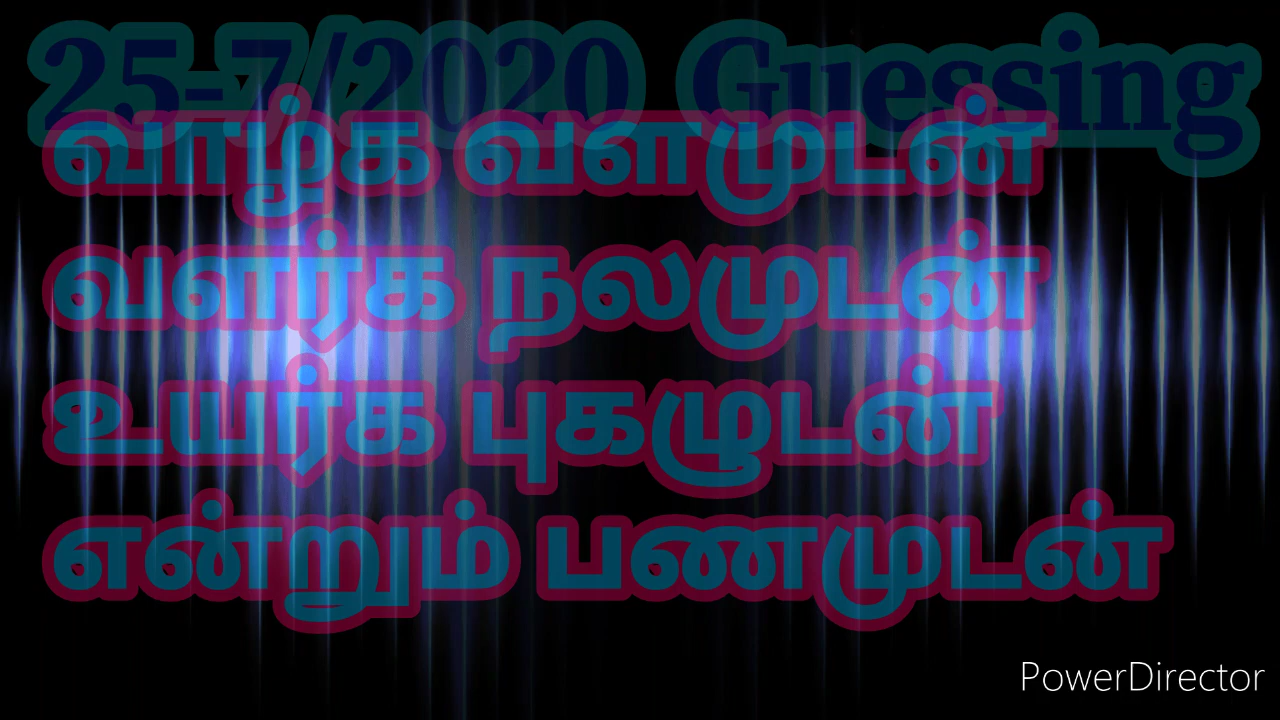 25-7/2020 Guessing
வாழ்க வளமுடன்
வளர்க நலமுடன்
உயர்க புகழுடன்
என்றும் பணமுடன்
PowerDirector